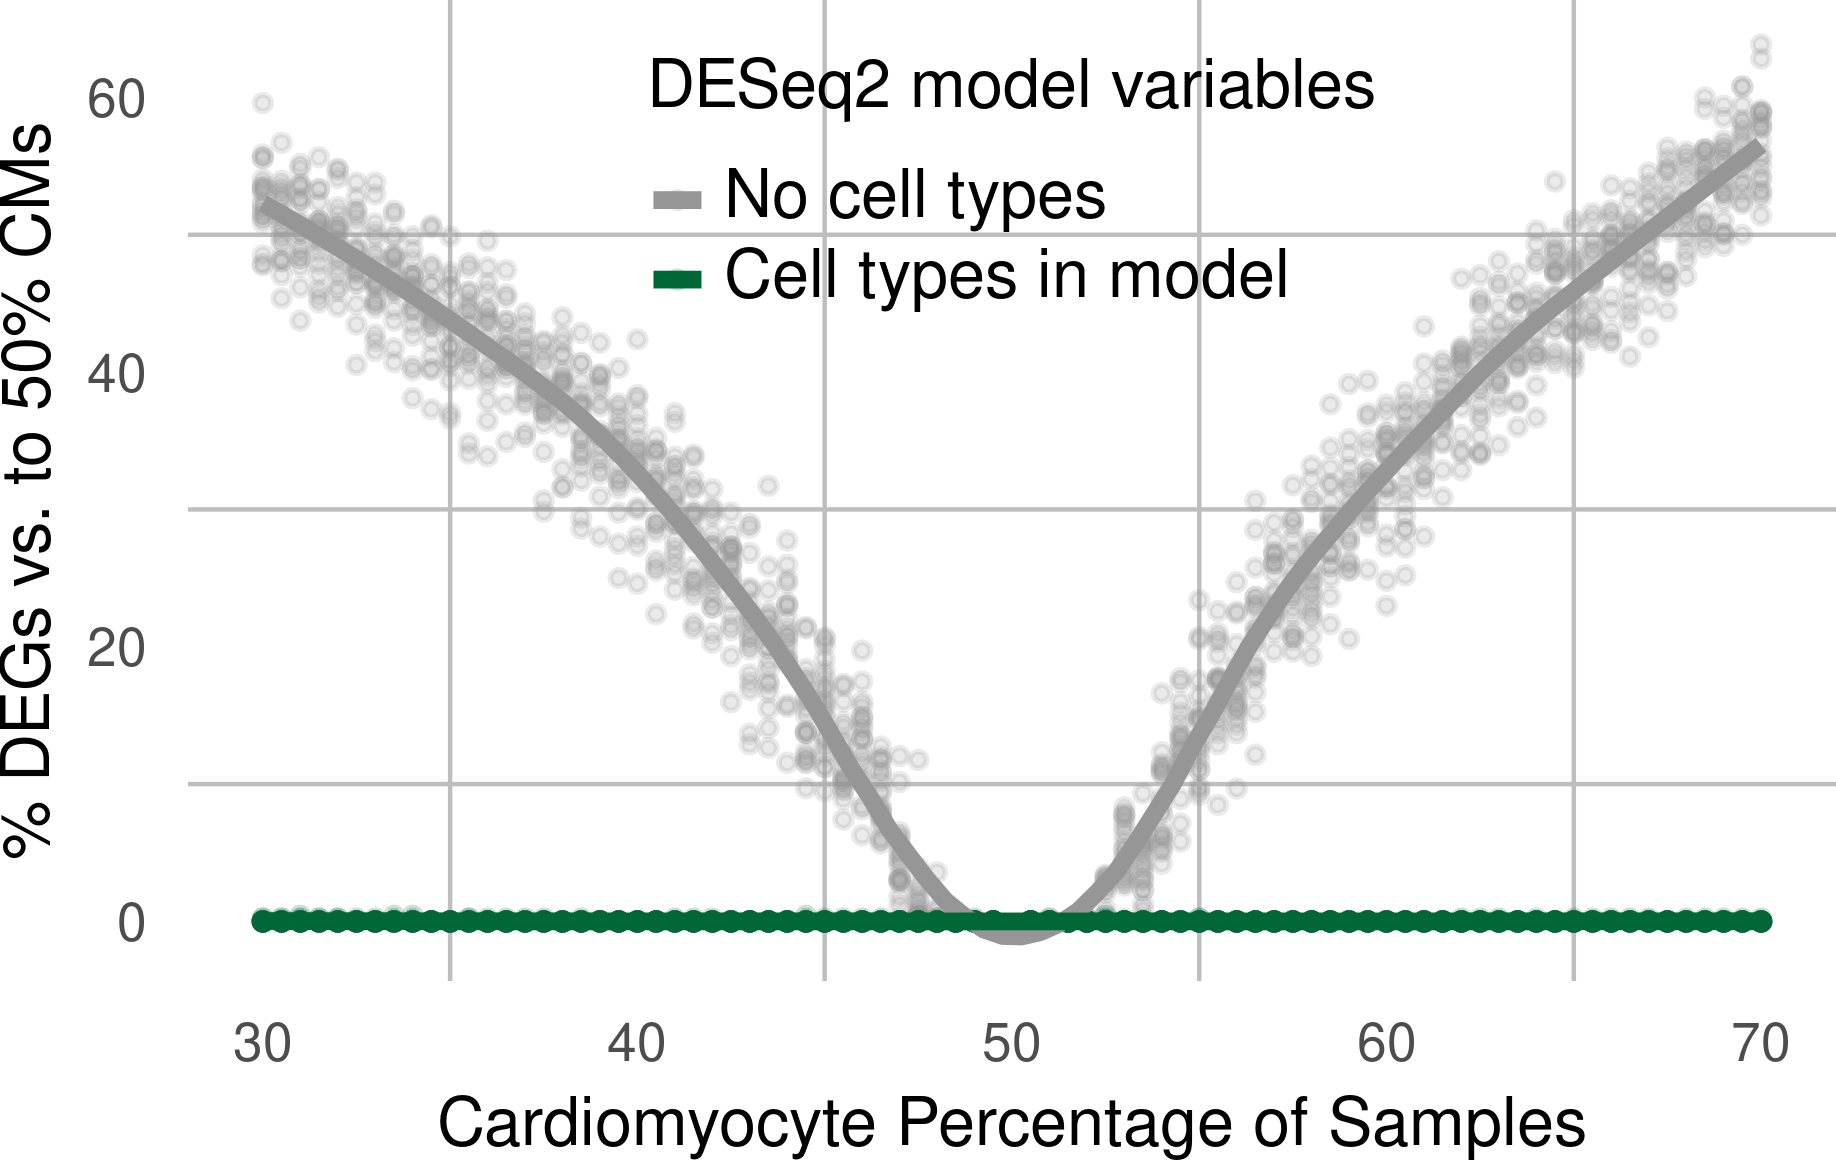 DESeq2 model variables
No cell types
Cell types in model
% DEGs vs. to 50% CMs
60
40
20
0
30 40 50 60 70
Cardiomyocyte Percentage of Samples